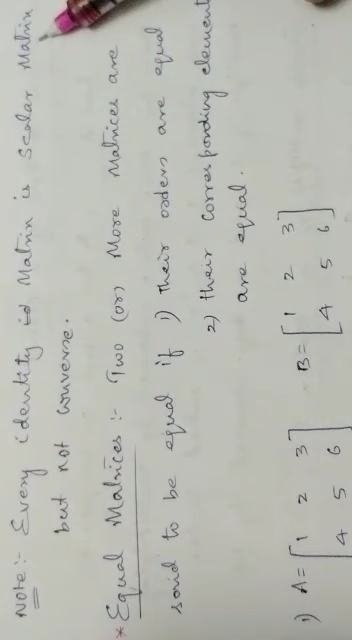 Note:- Every identity id Matrix is Scalar Matrix
but not converse.
* Equal Matrices :- Two (or) More Matrices are
said to be equal if 1) their orders are equal
2) their corresponding element
are equal.
1) A = [1 2 3 B = [1 2 3
4 5 6] 4 5 6]